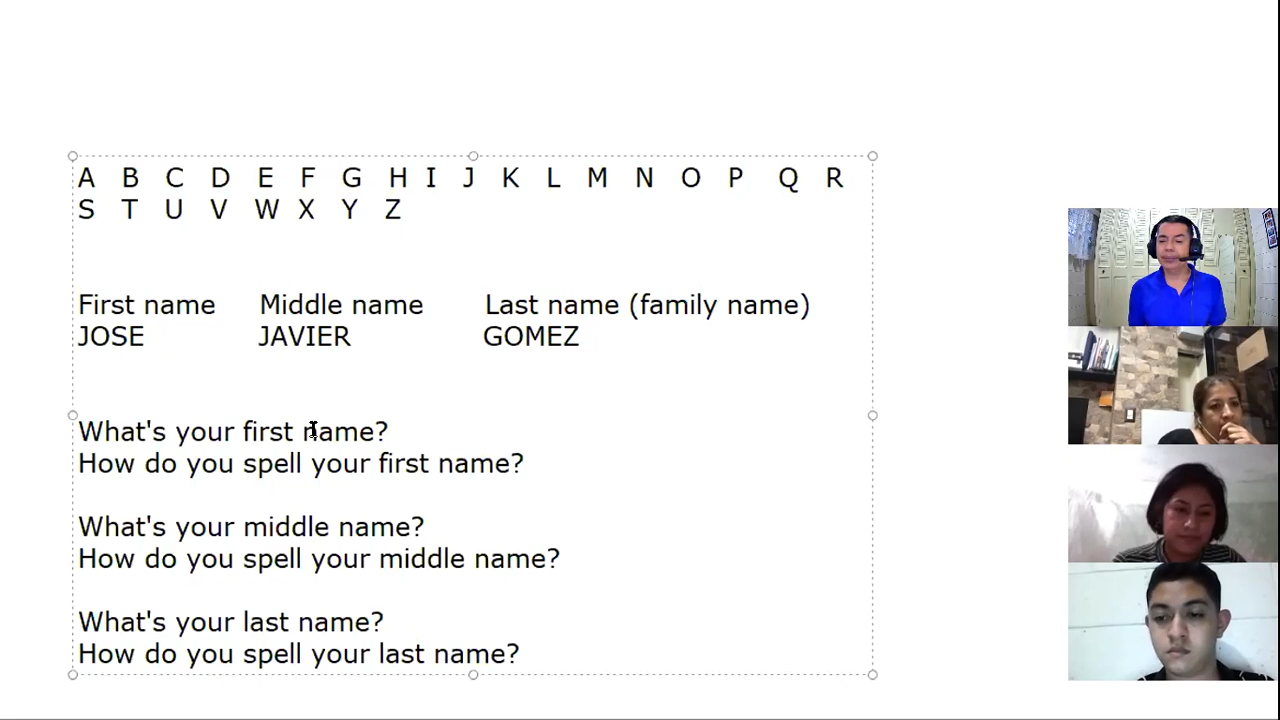 A B C D E F G H I J K L M N O P Q R
S T U V W X Y Z
First name Middle name Last name (family name)
JOSE JAVIER GOMEZ
What's your first name?
How do you spell your first name?
What's your middle name?
How do you spell your middle name?
What's your last name?
How do you spell your last name?